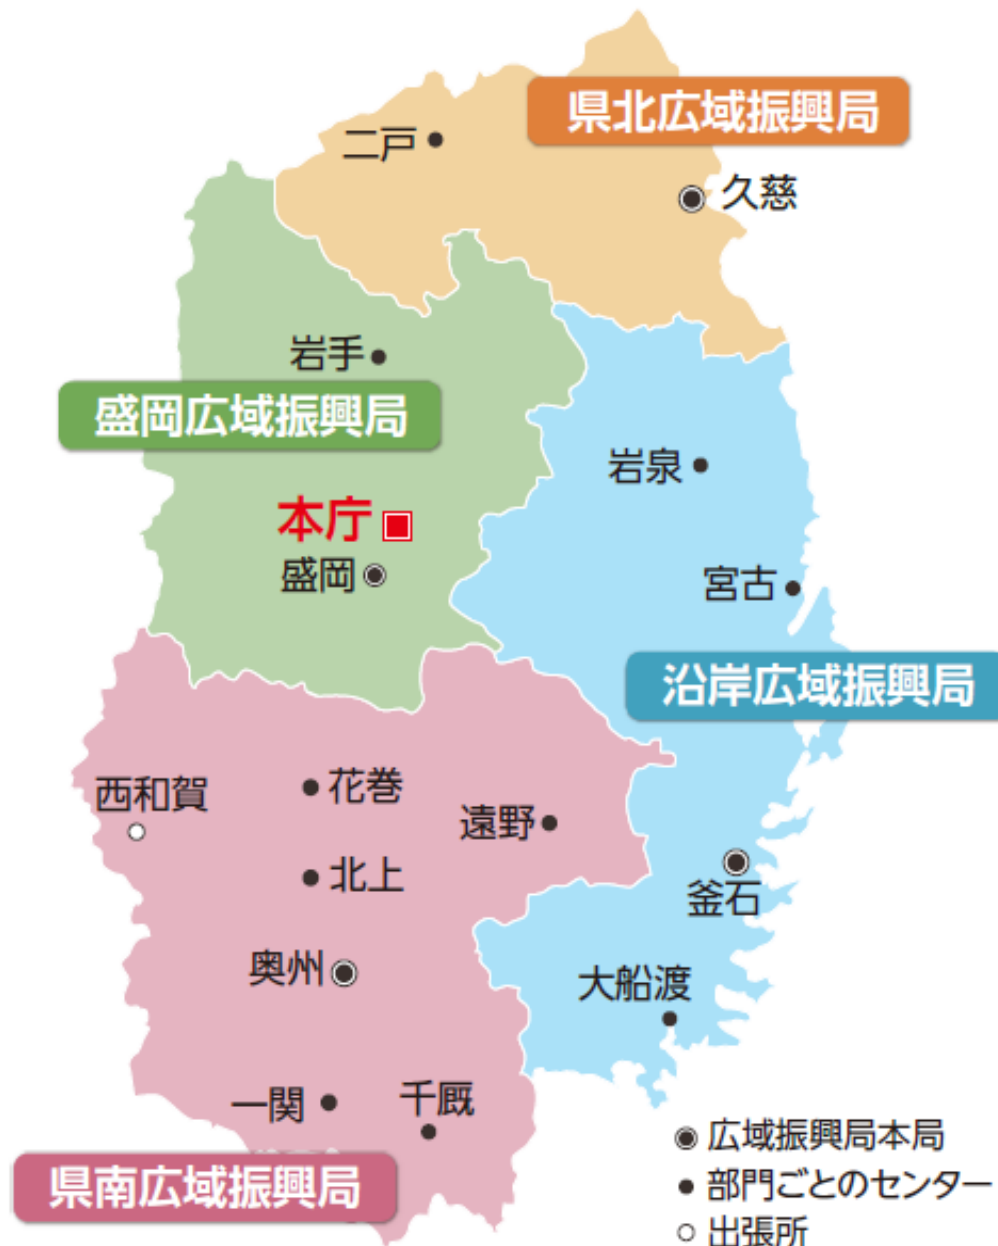 県北広域振興局
二戸
久慈
岩手
盛岡広域振興局
岩泉
本庁
盛岡
宮古
沿岸広域振興局
西和賀
花巻
遠野
北上
釜石
奥州
大船渡
一関
千厩
県南広域振興局
広域振興局本局
部門ごとのセンター
出張所